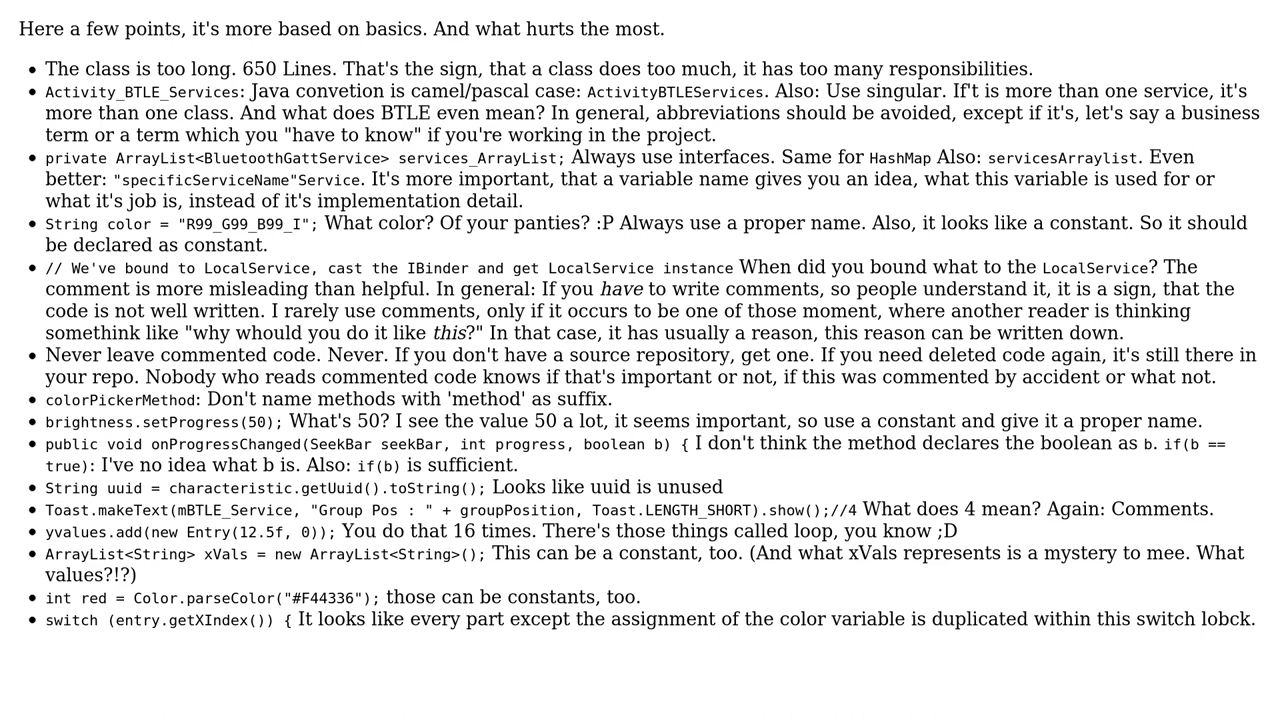 Here a few points, it's more based on basics. And what hurts the most.
• The class is too long. 650 Lines. That's the sign, that a class does too much, it has too many responsibilities.
• Activity_BTLE_Services: Java convetion is camel/pascal case: ActivityBTLEServices. Also: Use singular. If't is more than one service, it's
more than one class. And what does BTLE even mean? In general, abbreviations should be avoided, except if it's, let's say a business
term or a term which you "have to know" if you're working in the project.
• private ArrayList<BluetoothGattService> services_ArrayList; Always use interfaces. Same for HashMap Also: servicesArraylist. Even
better: "specificServiceName"Service. It's more important, that a variable name gives you an idea, what this variable is used for or
what it's job is, instead of it's implementation detail.
• String color = "R99_G99_B99_I"; What color? Of your panties? :P Always use a proper name. Also, it looks like a constant. So it should
be declared as constant.
• // We've bound to LocalService, cast the IBinder and get LocalService instance When did you bound what to the LocalService? The
comment is more misleading than helpful. In general: If you have to write comments, so people understand it, it is a sign, that the
code is not well written. I rarely use comments, only if it occurs to be one of those moment, where another reader is thinking
somethink like "why whould you do it like this?" In that case, it has usually a reason, this reason can be written down.
• Never leave commented code. Never. If you don't have a source repository, get one. If you need deleted code again, it's still there in
your repo. Nobody who reads commented code knows if that's important or not, if this was commented by accident or what not.
• colorPickerMethod: Don't name methods with 'method' as suffix.
• brightness.setProgress(50); What's 50? I see the value 50 a lot, it seems important, so use a constant and give it a proper name.
• public void onProgressChanged(SeekBar seekBar, int progress, boolean b) { I don't think the method declares the boolean as b. if(b ==
true): I've no idea what b is. Also: if(b) is sufficient.
• String uuid = characteristic.getUuid().toString(); Looks like uuid is unused
• Toast.makeText(mBTLE_Service, "Group Pos : " + groupPosition, Toast.LENGTH_SHORT).show();//4 What does 4 mean? Again: Comments.
• yvalues.add(new Entry(12.5f, 0)); You do that 16 times. There's those things called loop, you know ;D
• ArrayList<String> xVals = new ArrayList<String>(); This can be a constant, too. (And what xVals represents is a mystery to mee. What
values?!?)
• int red = Color.parseColor("#F44336"); those can be constants, too.
• switch (entry.getXIndex()) { It looks like every part except the assignment of the color variable is duplicated within this switch lobck.